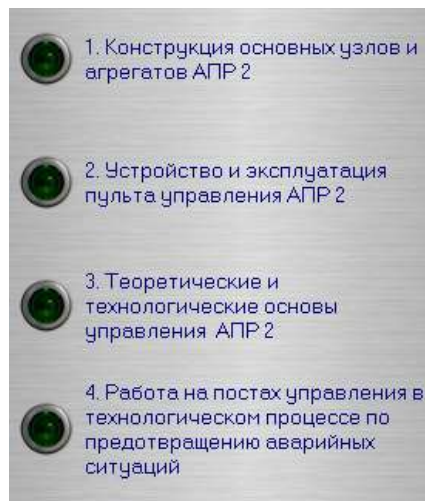 1. Конструкция основных узлов и
агрегатов АПР 2
2. Устройство и эксплуатация
пульта управления АПР 2
3. Теоретические и
технологические основы
управления АПР 2
4. Работа на постах управления в
технологическом процессе по
предотвращению аварийных
ситуаций